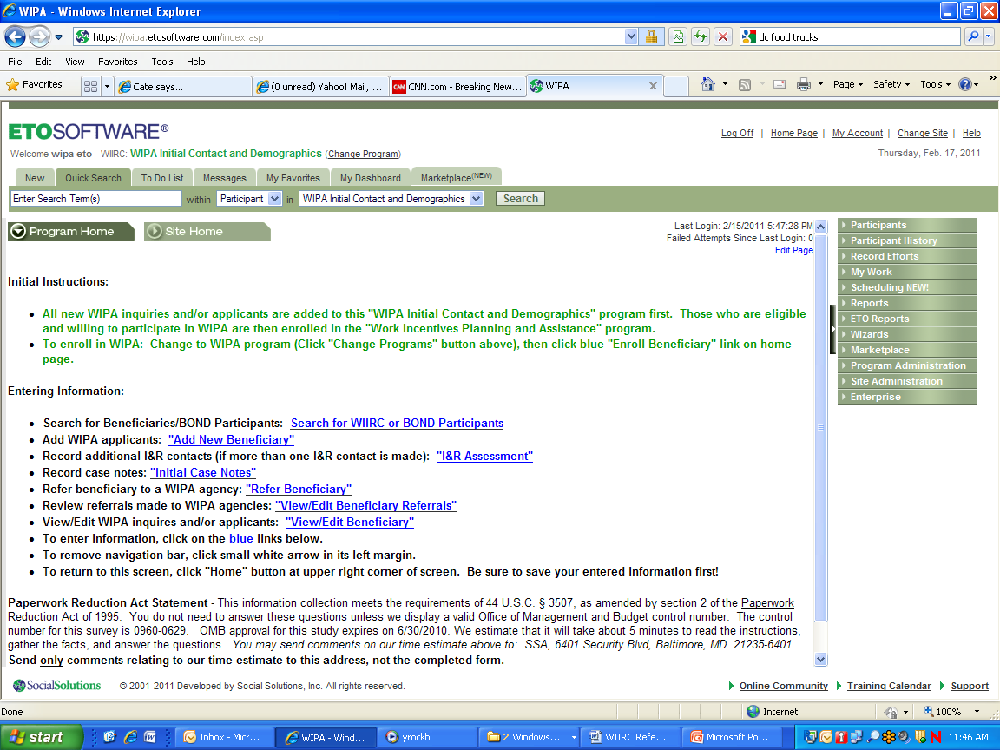 WIPA - Windows Internet Explorer
https://wipa.etosoftware.com/index.asp
dc food trucks
File Edit View Favorites Tools Help
Favorites
Cate says...
(0 unread) Yahoo! Mail, ...
CNN.com - Breaking New...
WIPA
Page Safety Tools
ETOSOFTWARE®
Log Off | Home Page | My Account | Change Site | Help
Welcome wipa eto - WIIRC: WIPA Initial Contact and Demographics (Change Program)
Thursday, Feb. 17, 2011
New
Quick Search
To Do List
Messages
My Favorites
My Dashboard
Marketplace(NEW)
Enter Search Term(s) within Participant in WIPA Initial Contact and Demographics Search
Program Home
Site Home
Last Login: 2/15/2011 5:47:28 PM
Failed Attempts Since Last Login: 0
Edit Page
Initial Instructions:
• All new WIPA inquiries and/or applicants are added to this "WIPA Initial Contact and Demographics" program first. Those who are eligible
and willing to participate in WIPA are then enrolled in the "Work Incentives Planning and Assistance" program.
• To enroll in WIPA: Change to WIPA program (Click "Change Programs" button above), then click blue "Enroll Beneficiary" link on home
page.
Entering Information:
• Search for Beneficiaries/BOND Participants: Search for WIIRC or BOND Participants
• Add WIPA applicants: "Add New Beneficiary"
• Record additional I&R contacts (if more than one I&R contact is made): "I&R Assessment"
• Record case notes: "Initial Case Notes"
• Refer beneficiary to a WIPA agency: "Refer Beneficiary"
• Review referrals made to WIPA agencies: "View/Edit Beneficiary Referrals"
• View/Edit WIPA inquires and/or applicants: "View/Edit Beneficiary"
• To enter information, click on the blue links below.
• To remove navigation bar, click small white arrow in its left margin.
• To return to this screen, click "Home" button at upper right corner of screen. Be sure to save your entered information first!
Paperwork Reduction Act Statement - This information collection meets the requirements of 44 U.S.C. § 3507, as amended by section 2 of the Paperwork
Reduction Act of 1995. You do not need to answer these questions unless we display a valid Office of Management and Budget control number. The control
number for this survey is 0960-0629. OMB approval for this study expires on 6/30/2010. We estimate that it will take about 5 minutes to read the instructions,
gather the facts, and answer the questions. You may send comments on our time estimate above to: SSA, 6401 Security Blvd, Baltimore, MD 21235-6401.
Send only comments relating to our time estimate to this address, not the completed form.
Participants
Participant History
Record Efforts
My Work
Scheduling NEW!
Reports
ETO Reports
Wizards
Marketplace
Program Administration
Site Administration
Enterprise
SocialSolutions
© 2001-2011 Developed by Social Solutions, Inc. All rights reserved.
Online Community
Training Calendar
Support
Done
Internet
100%
start
Inbox - Micr...
WIPA - Wind...
yrockhi
2 Windows...
WIIRC Refe...
Microsoft Po...
11:46 AM